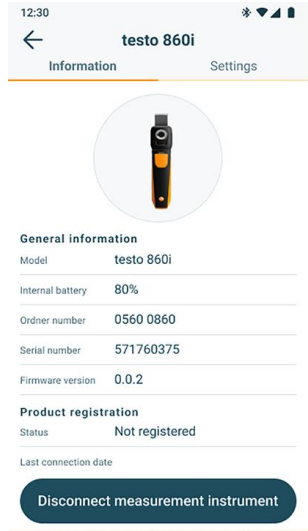 12:30
testo 860i
Information Settings
General information
Model testo 860i
Internal battery 80%
Ordner number 0560 0860
Serial number 571760375
Firmware version 0.0.2
Product registration
Status Not registered
Last connection date
Disconnect measurement instrument